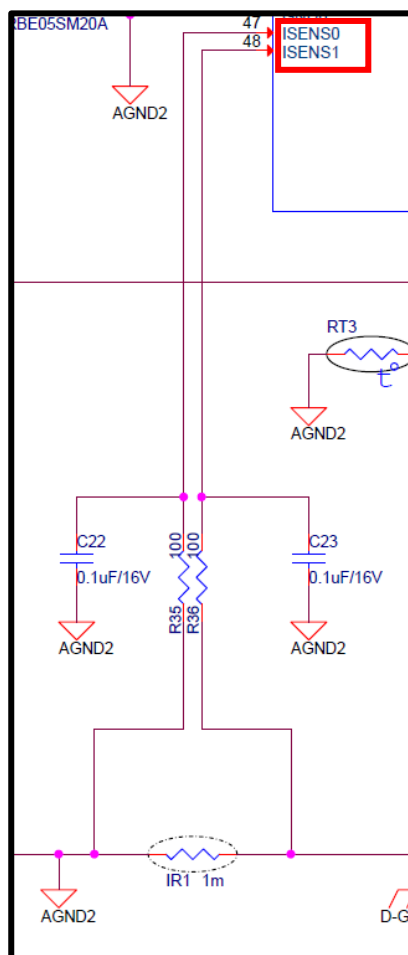 RBE05SM20A
47
ISENS0
48
ISENS1
AGND2
RT3
t°
AGND2
C22
0.1uF/16V
AGND2
R35
100
R36
100
C23
0.1uF/16V
AGND2
IR1 1m
AGND2
D-G